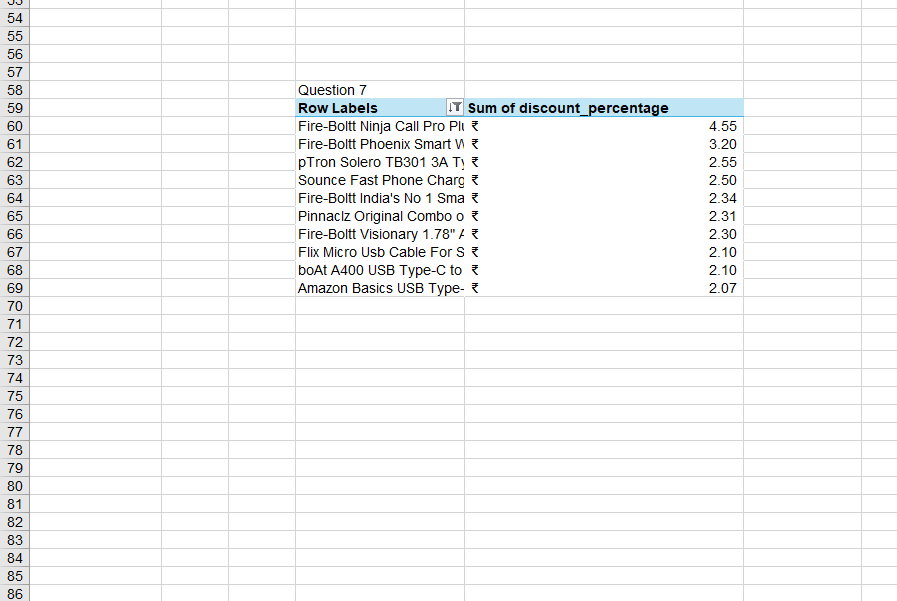 53
54
55
56
57
58 Question 7
59 Row Labels Sum of discount_percentage
60 Fire-Boltt Ninja Call Pro Plu ₹ 4.55
61 Fire-Boltt Phoenix Smart W ₹ 3.20
62 pTron Solero TB301 3A Ty ₹ 2.55
63 Sounce Fast Phone Charg ₹ 2.50
64 Fire-Boltt India's No 1 Sma ₹ 2.34
65 Pinnaclz Original Combo o ₹ 2.31
66 Fire-Boltt Visionary 1.78" A ₹ 2.30
67 Flix Micro Usb Cable For S ₹ 2.10
68 boAt A400 USB Type-C to ₹ 2.10
69 Amazon Basics USB Type- ₹ 2.07
70
71
72
73
74
75
76
77
78
79
80
81
82
83
84
85
86